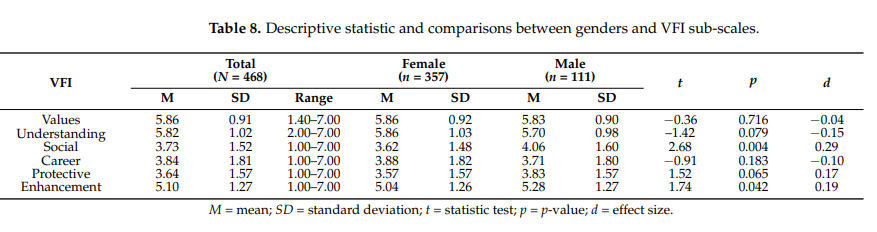 Table 8. Descriptive statistic and comparisons between genders and VFI sub-scales.
VFI Total (N = 468) Female (n = 357) Male (n = 111) t p d
M SD Range M SD M SD
Values 5.86 0.91 1.40–7.00 5.86 0.92 5.83 0.90 −0.36 0.716 −0.04
Understanding 5.82 1.02 2.00–7.00 5.86 1.03 5.70 0.98 –1.42 0.079 −0.15
Social 3.73 1.52 1.00–7.00 3.62 1.48 4.06 1.60 2.68 0.004 0.29
Career 3.84 1.81 1.00–7.00 3.88 1.82 3.71 1.80 −0.91 0.183 −0.10
Protective 3.64 1.57 1.00–7.00 3.57 1.57 3.83 1.57 1.52 0.065 0.17
Enhancement 5.10 1.27 1.00–7.00 5.04 1.26 5.28 1.27 1.74 0.042 0.19
M = mean; SD = standard deviation; t = statistic test; p = p-value; d = effect size.